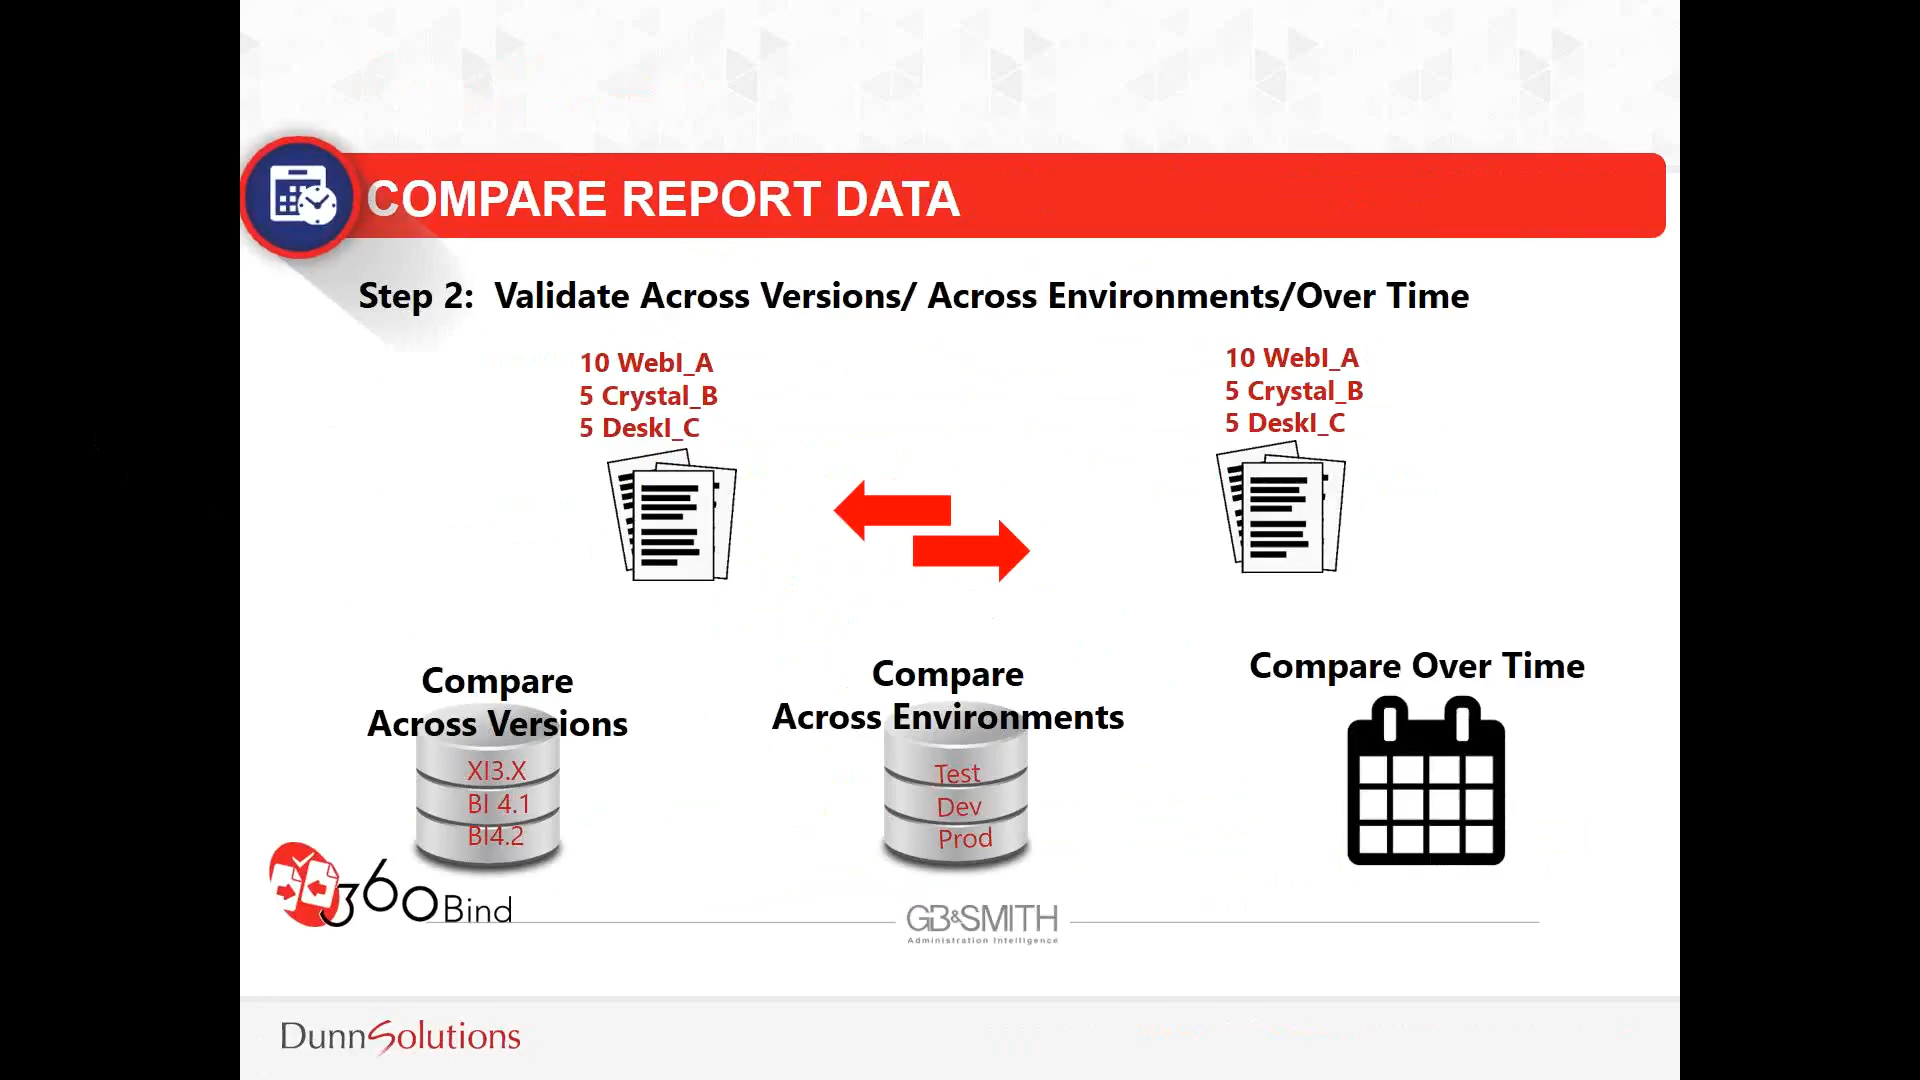 COMPARE REPORT DATA
Step 2: Validate Across Versions/ Across Environments/Over Time
10 WebI_A
5 Crystal_B
5 DeskI_C
10 WebI_A
5 Crystal_B
5 DeskI_C
Compare
Across Versions
XI3.X
BI 4.1
BI4.2
Compare
Across Environments
Test
Dev
Prod
Compare Over Time
360Bind
GB&SMITH
Administration Intelligence
DunnSolutions